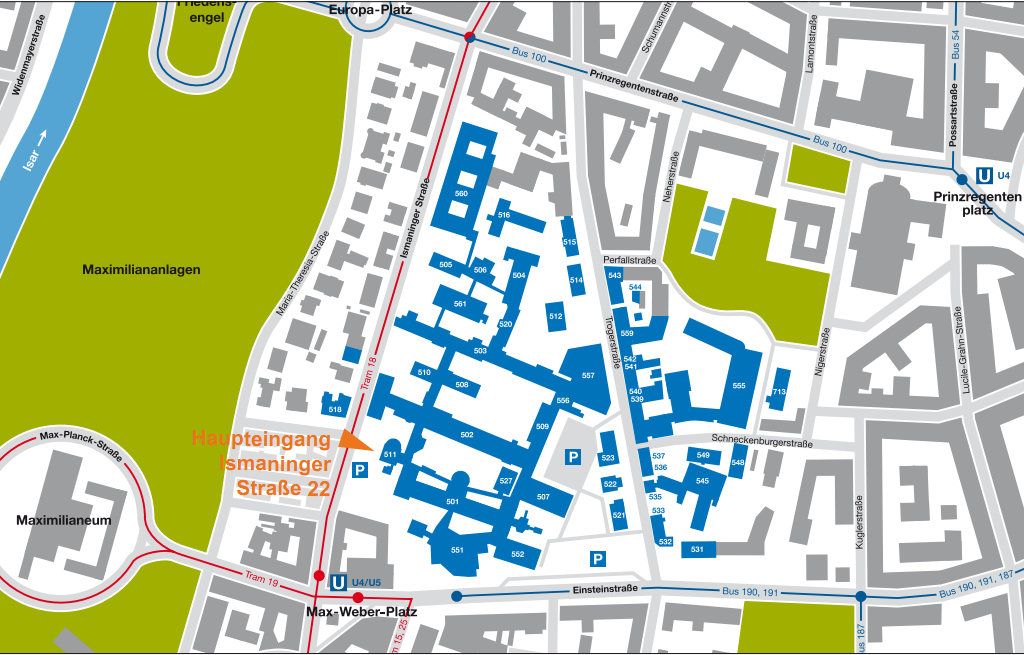 Friedens-
engel
Europa-Platz
Widenmayerstraße
Isar
Bus 100
Prinzregentenstraße
Schumannstr
Lamontstraße
Bus 54
Possartstraße
Bus 100
U U4
Prinzregenten
platz
Neherstraße
Ismaninger Straße
Maria-Theresia-Straße
Maximiliananlagen
560
516
515
505
506
504
514
561
512
520
503
Perfallstraße
543
544
559
542
541
540
539
Trogerstraße
557
556
555
713
Nigerstraße
Lucile-Grahn-Straße
Tram 18
510
508
518
509
502
511
Haupteingang
Ismaninger
Straße 22
P
P
P
Schneckenburgerstraße
523
537
536
549
548
522
535
545
527
507
501
521
533
532
531
551
552
Max-Planck-Straße
Maximilianeum
Tram 19
U U4/U5
Max-Weber-Platz
Einsteinstraße
Bus 190, 191
Bus 190, 191, 187
Kuglerstraße
us 187
m 15, 25